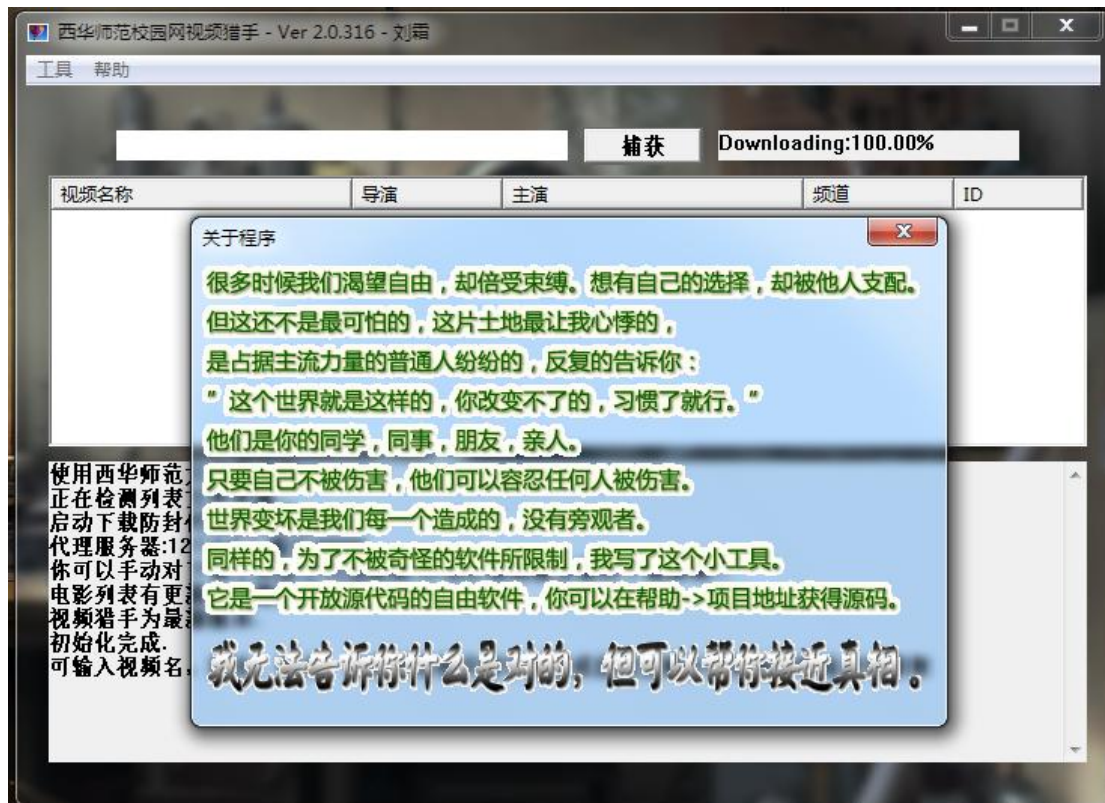 西华师范校园网视频猎手 - Ver 2.0.316 - 刘霜
工具 帮助
捕获 Downloading:100.00%
视频名称 导演 主演 频道 ID
关于程序
很多时候我们渴望自由，却倍受束缚。想有自己的选择，却被他人支配。
但这还不是最可怕的，这片土地最让我心悸的，
是占据主流力量的普通人纷纷的，反复的告诉你：
"这个世界就是这样的，你改变不了的，习惯了就行。"
他们是你的同学，同事，朋友，亲人。
只要自己不被伤害，他们可以容忍任何人被伤害。
世界变坏是我们每一个造成的，没有旁观者。
同样的，为了不被奇怪的软件所限制，我写了这个小工具。
它是一个开放源代码的自由软件，你可以在帮助->项目地址获得源码。
我无法告诉你什么是对的，但可以帮你接近真相。
使用西华师范
正在检测列表
启动下载防封
代理服务器:12
你可以手动对
电影列表有更
视频猎手为最
初始化完成.
可输入视频名,